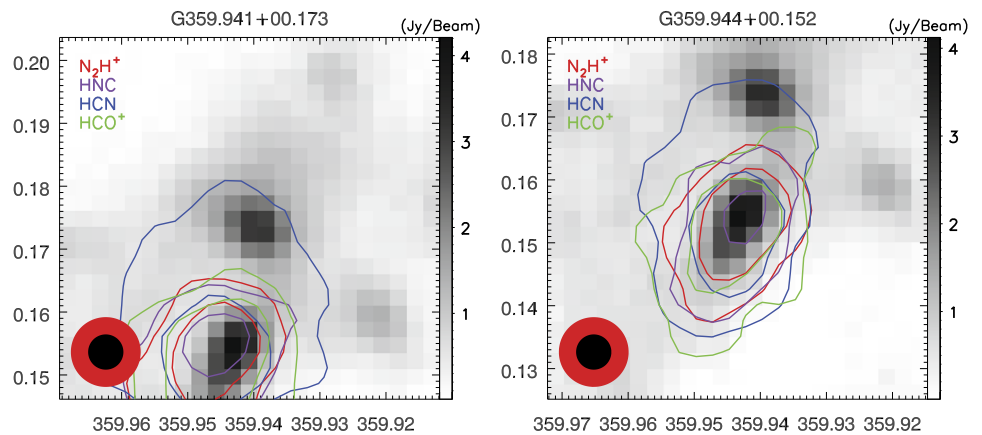 G359.941+00.173
(Jy/Beam)
N₂H⁺
HNC
HCN
HCO⁺
0.20
0.19
0.18
0.17
0.16
0.15
4
3
2
1
359.96 359.95 359.94 359.93 359.92
G359.944+00.152
(Jy/Beam)
N₂H⁺
HNC
HCN
HCO⁺
0.18
0.17
0.16
0.15
0.14
0.13
4
3
2
1
359.97 359.96 359.95 359.94 359.93 359.92